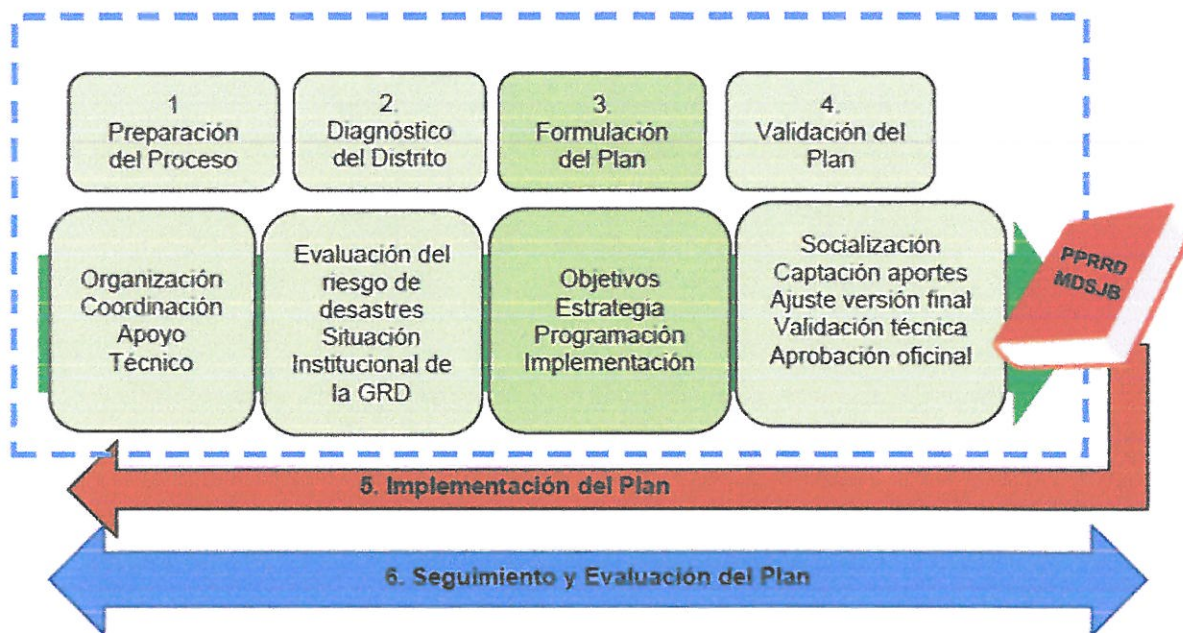 1
Preparación
del Proceso
2.
Diagnóstico
del Distrito
3.
Formulación
del Plan
4.
Validación del
Plan
Organización
Coordinación
Apoyo
Técnico
Evaluación del
riesgo de
desastres
Situación
Institucional de
la GRD
Objetivos
Estrategia
Programación
Implementación
Socialización
Captación aportes
Ajuste versión final
Validación técnica
Aprobación oficinal
PPRRD
MDSJB
5. Implementación del Plan
6. Seguimiento y Evaluación del Plan